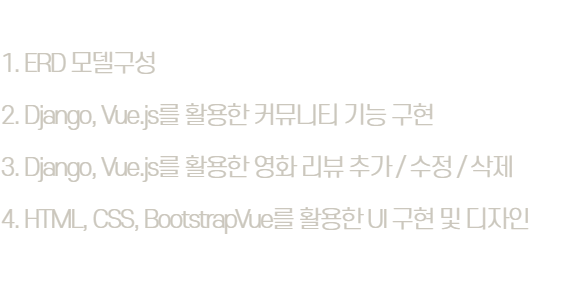 1. ERD 모델구성
2. Django, Vue.js를 활용한 커뮤니티 기능 구현
3. Django, Vue.js를 활용한 영화 리뷰 추가 / 수정 / 삭제
4. HTML, CSS, BootstrapVue를 활용한 UI 구현 및 디자인